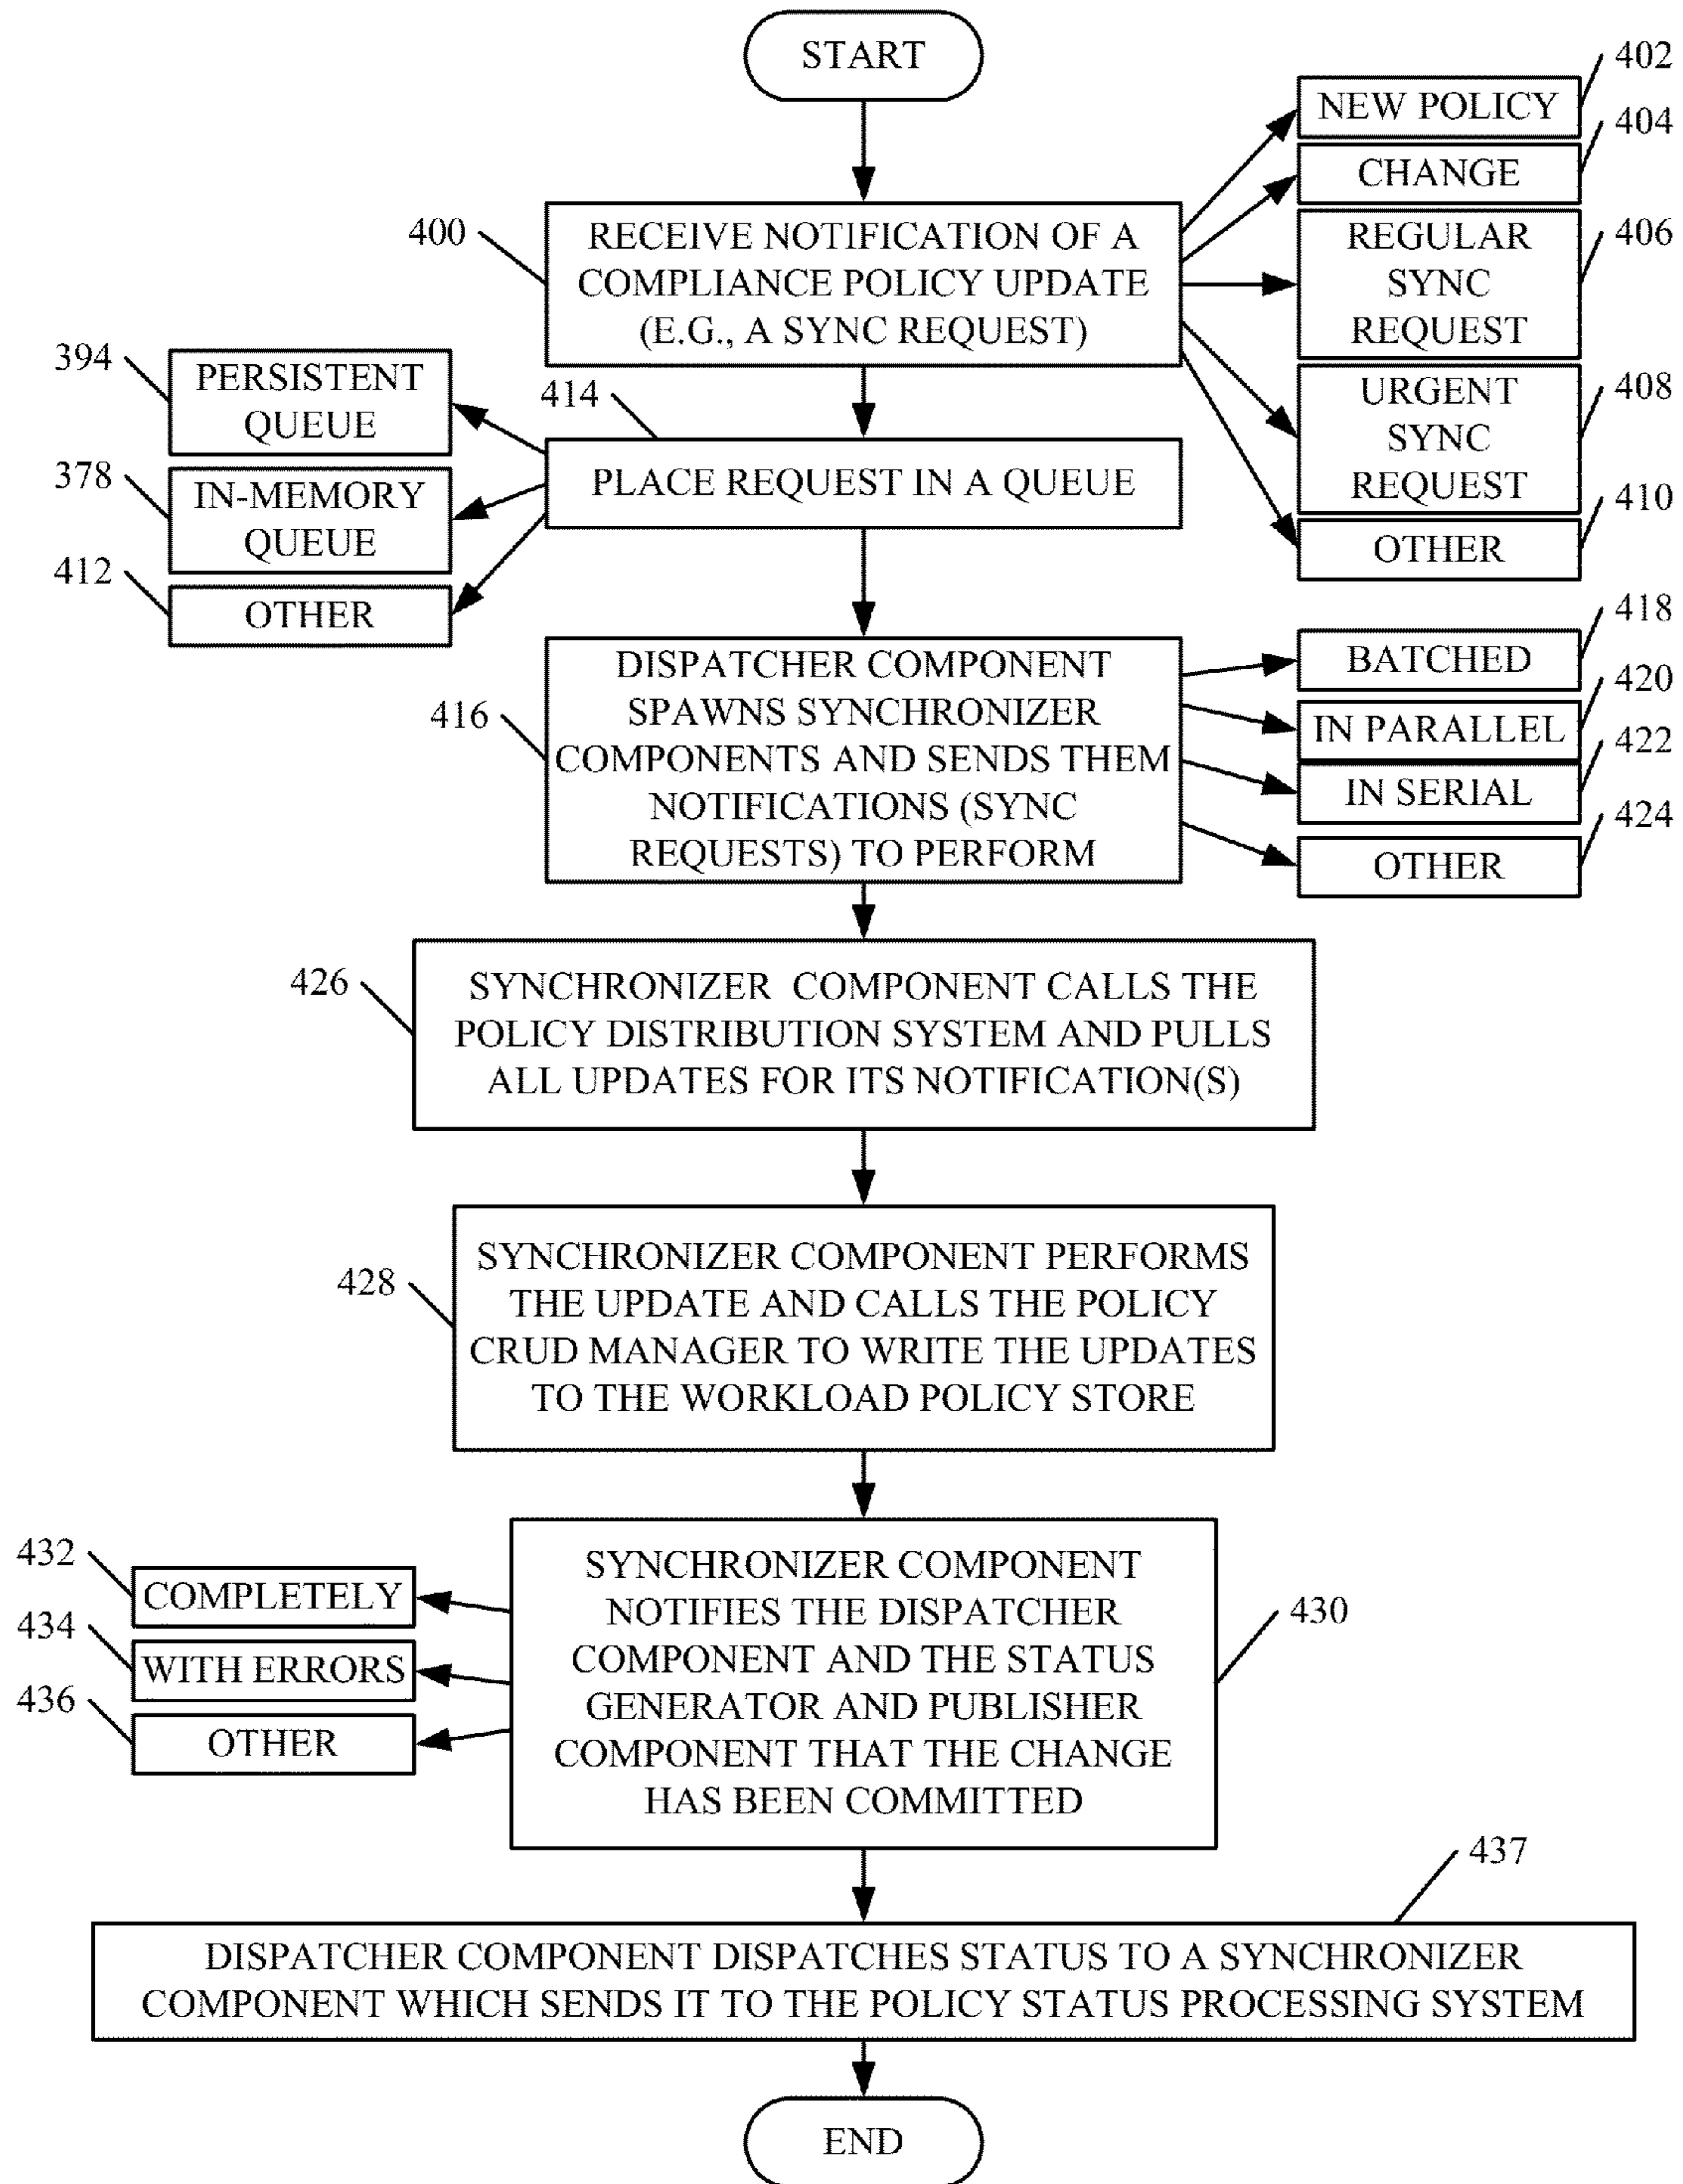 START
402
NEW POLICY
404
CHANGE
400
RECEIVE NOTIFICATION OF A
COMPLIANCE POLICY UPDATE
(E.G., A SYNC REQUEST)
406
REGULAR
SYNC
REQUEST
408
URGENT
SYNC
REQUEST
410
OTHER
394
PERSISTENT
QUEUE
414
PLACE REQUEST IN A QUEUE
378
IN-MEMORY
QUEUE
412
OTHER
416
DISPATCHER COMPONENT
SPAWNS SYNCHRONIZER
COMPONENTS AND SENDS THEM
NOTIFICATIONS (SYNC
REQUESTS) TO PERFORM
418
BATCHED
420
IN PARALLEL
422
IN SERIAL
424
OTHER
426
SYNCHRONIZER COMPONENT CALLS THE
POLICY DISTRIBUTION SYSTEM AND PULLS
ALL UPDATES FOR ITS NOTIFICATION(S)
428
SYNCHRONIZER COMPONENT PERFORMS
THE UPDATE AND CALLS THE POLICY
CRUD MANAGER TO WRITE THE UPDATES
TO THE WORKLOAD POLICY STORE
432
COMPLETELY
434
WITH ERRORS
436
OTHER
SYNCHRONIZER COMPONENT
NOTIFIES THE DISPATCHER
COMPONENT AND THE STATUS
GENERATOR AND PUBLISHER
COMPONENT THAT THE CHANGE
HAS BEEN COMMITTED
430
437
DISPATCHER COMPONENT DISPATCHES STATUS TO A SYNCHRONIZER
COMPONENT WHICH SENDS IT TO THE POLICY STATUS PROCESSING SYSTEM
END